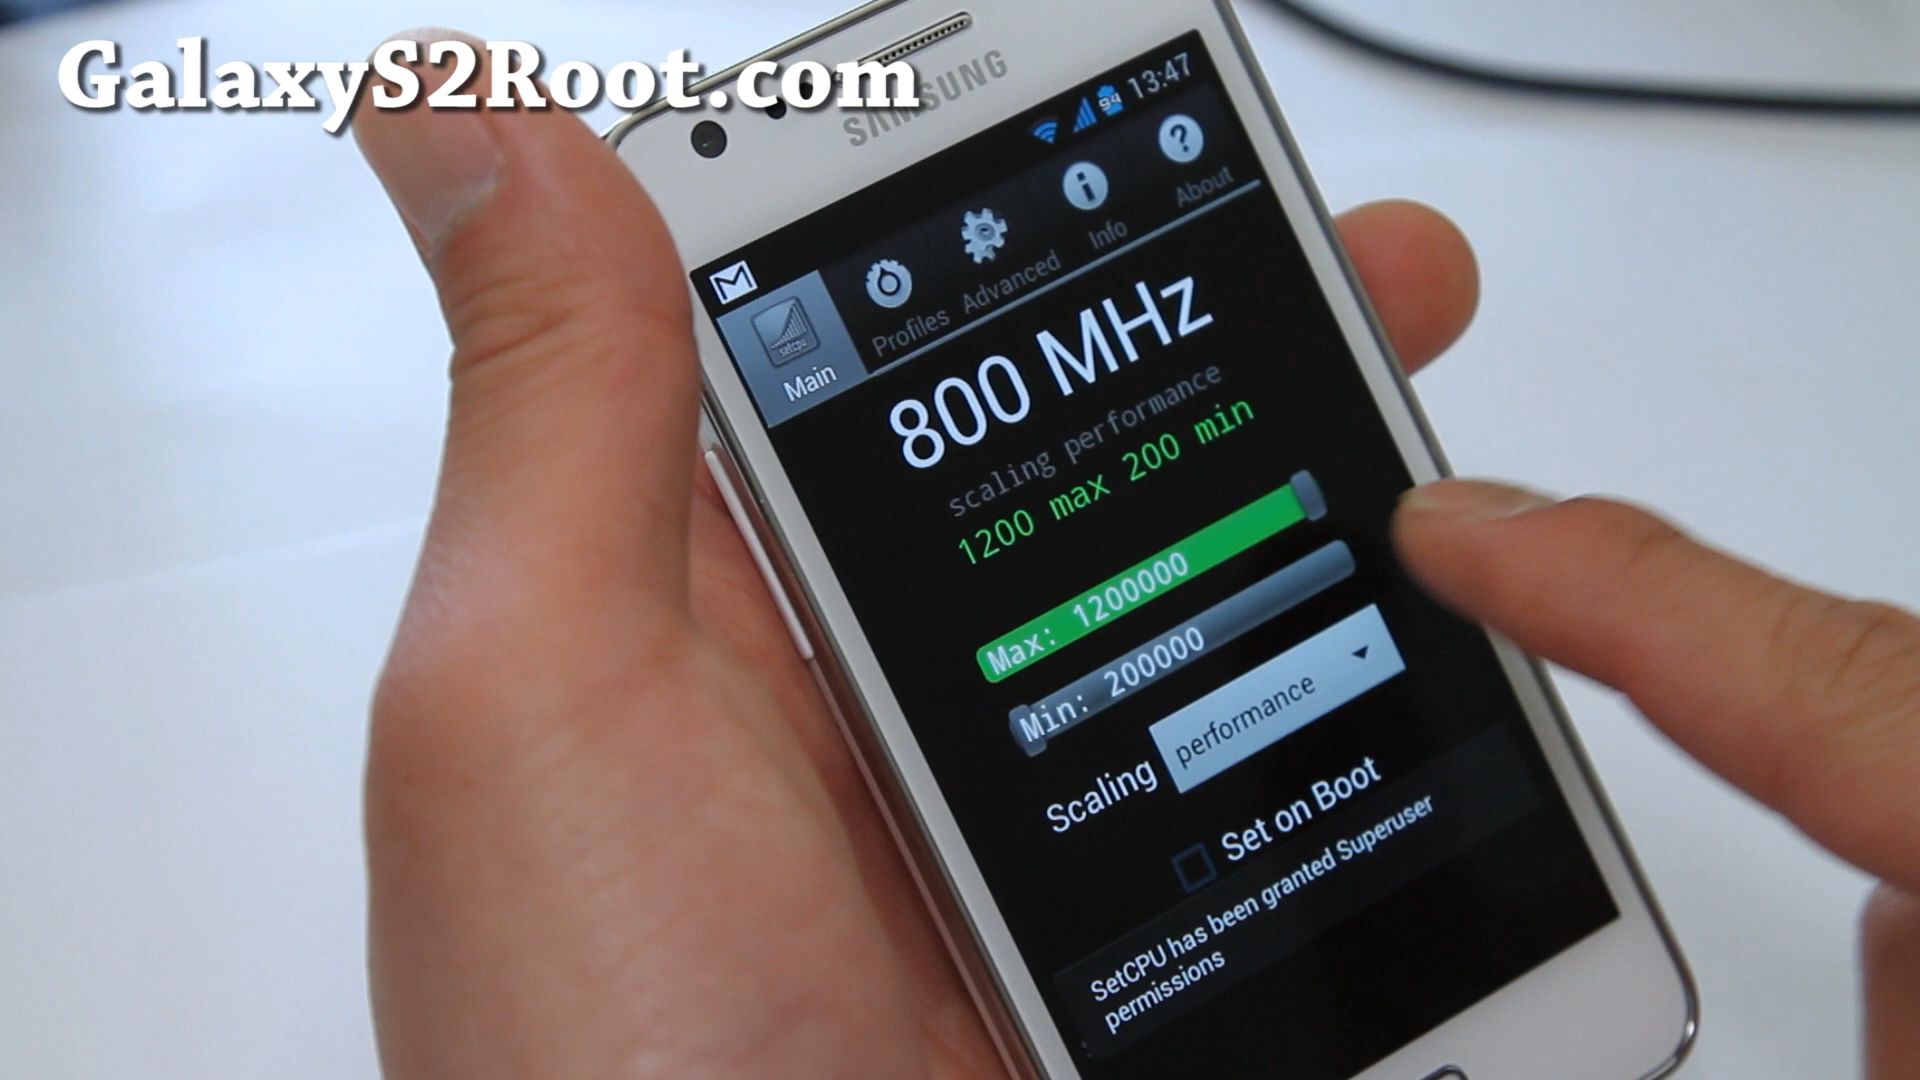 GalaxyS2Root.com
SAMSUNG
94 13:47
setcpu
Main
Profiles
Advanced
Info
About
800 MHz
scaling performance
1200 max 200 min
Max: 1200000
Min: 200000
Scaling performance
Set on Boot
SetCPU has been granted Superuser
permissions